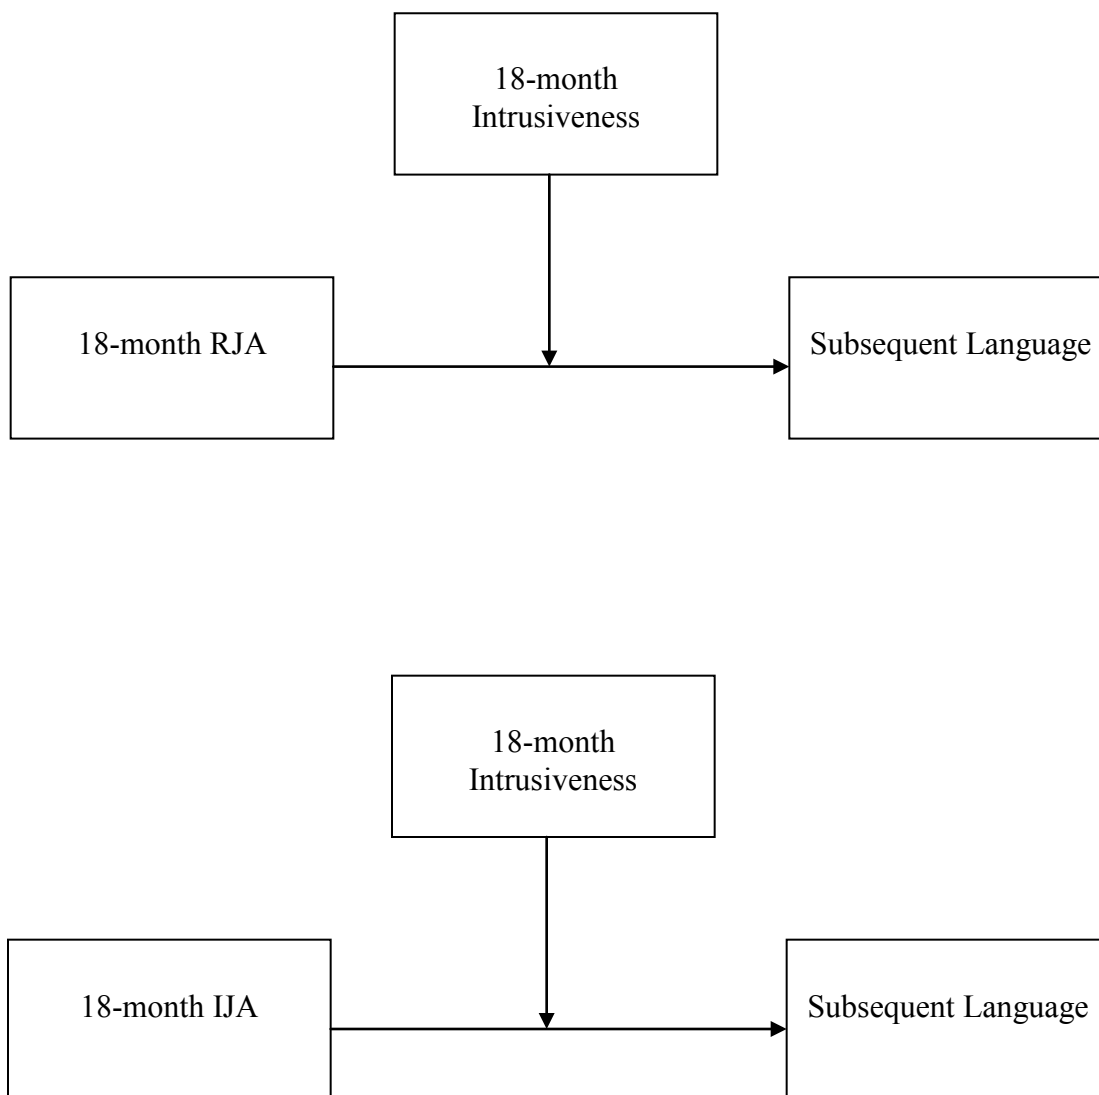 18-month
Intrusiveness
18-month RJA
Subsequent Language
18-month
Intrusiveness
18-month IJA
Subsequent Language